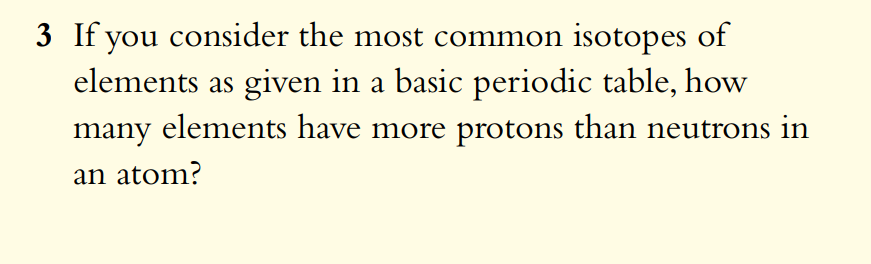 3 If you consider the most common isotopes of
elements as given in a basic periodic table, how
many elements have more protons than neutrons in
an atom?